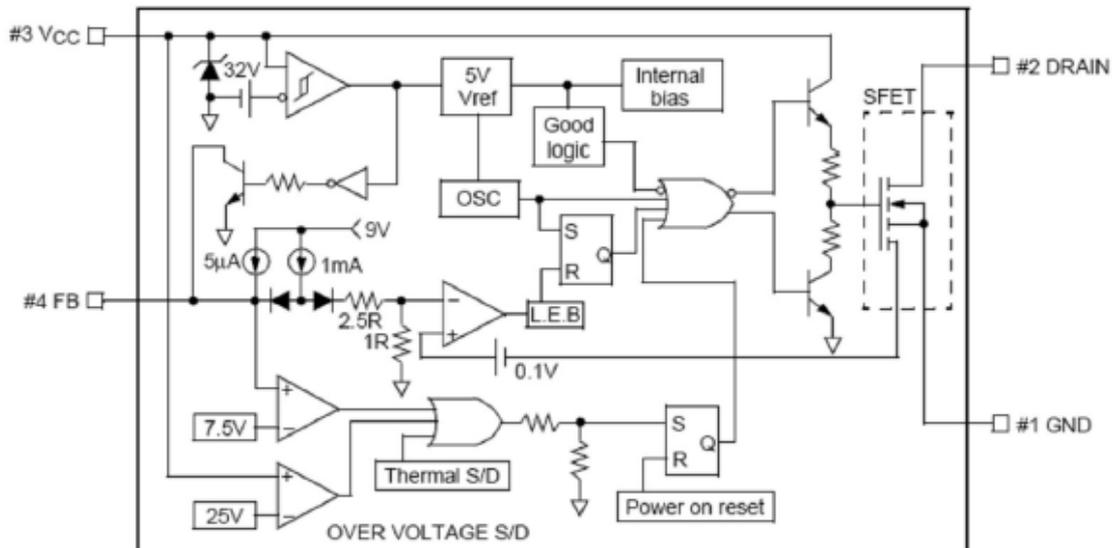 #3 VCC
32V
5V
Vref
Internal
bias
#2 DRAIN
SFET
Good
logic
OSC
9V
S
Q
R
5μA
1mA
#4 FB
2.5R
1R
−
+
L.E.B
0.1V
+
−
7.5V
Thermal S/D
S
Q
R
#1 GND
+
−
25V
Power on reset
OVER VOLTAGE S/D